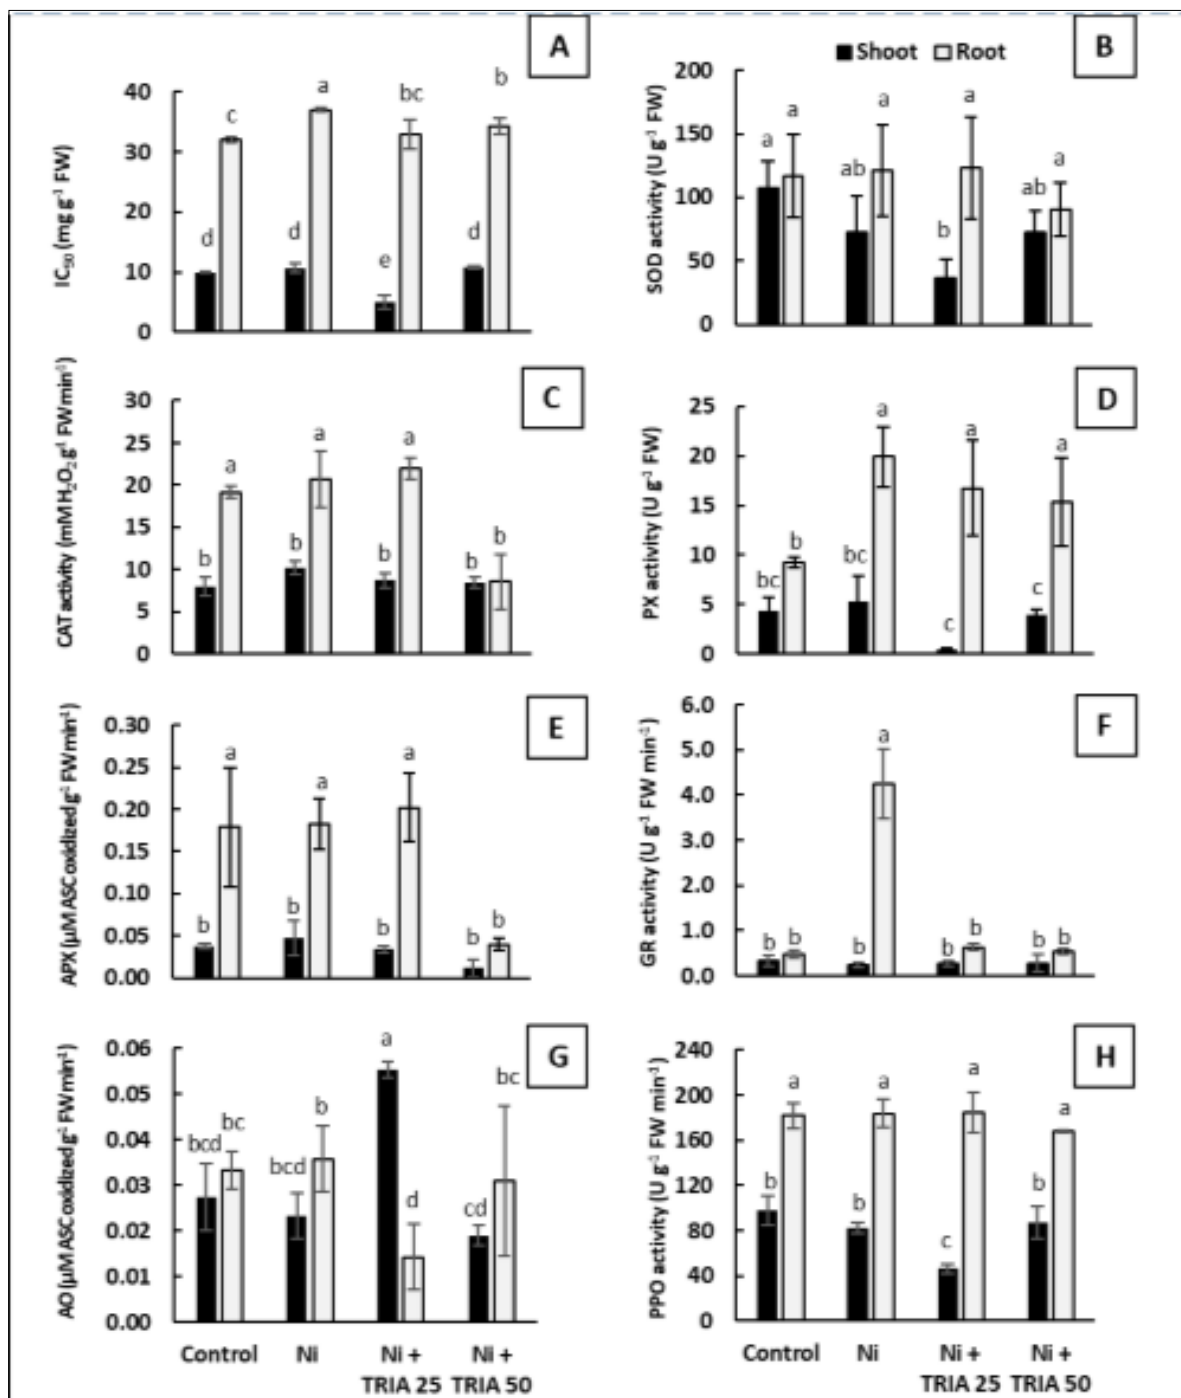 A
IC₅₀ (mg g⁻¹ FW)
40
30
20
10
0
c
a
bc
b
d
d
e
d
B
Shoot Root
SOD activity (U g⁻¹ FW)
200
150
100
50
0
a
a
ab
a
b
a
ab
a
C
CAT activity (mM H₂O₂ g⁻¹ FW min⁻¹)
30
25
20
15
10
5
0
b
a
b
a
b
a
b
b
D
PX activity (U g⁻¹ FW)
25
20
15
10
5
0
bc
b
bc
a
c
a
c
a
E
APX (µM ASC oxidized g⁻¹ FW min⁻¹)
0.30
0.25
0.20
0.15
0.10
0.05
0.00
b
a
b
a
b
a
b
b
F
GR activity (U g⁻¹ FW min⁻¹)
6.0
5.0
4.0
3.0
2.0
1.0
0.0
b
b
b
a
b
b
b
b
G
AO (µM ASC oxidized g⁻¹ FW min⁻¹)
0.06
0.05
0.04
0.03
0.02
0.01
0.00
bcd
bc
bcd
b
a
d
cd
bc
Control Ni Ni + Ni +
TRIA 25 TRIA 50
H
PPO activity (U g⁻¹ FW min⁻¹)
240
200
160
120
80
40
0
b
a
b
a
c
a
b
a
Control Ni Ni + Ni +
TRIA 25 TRIA 50